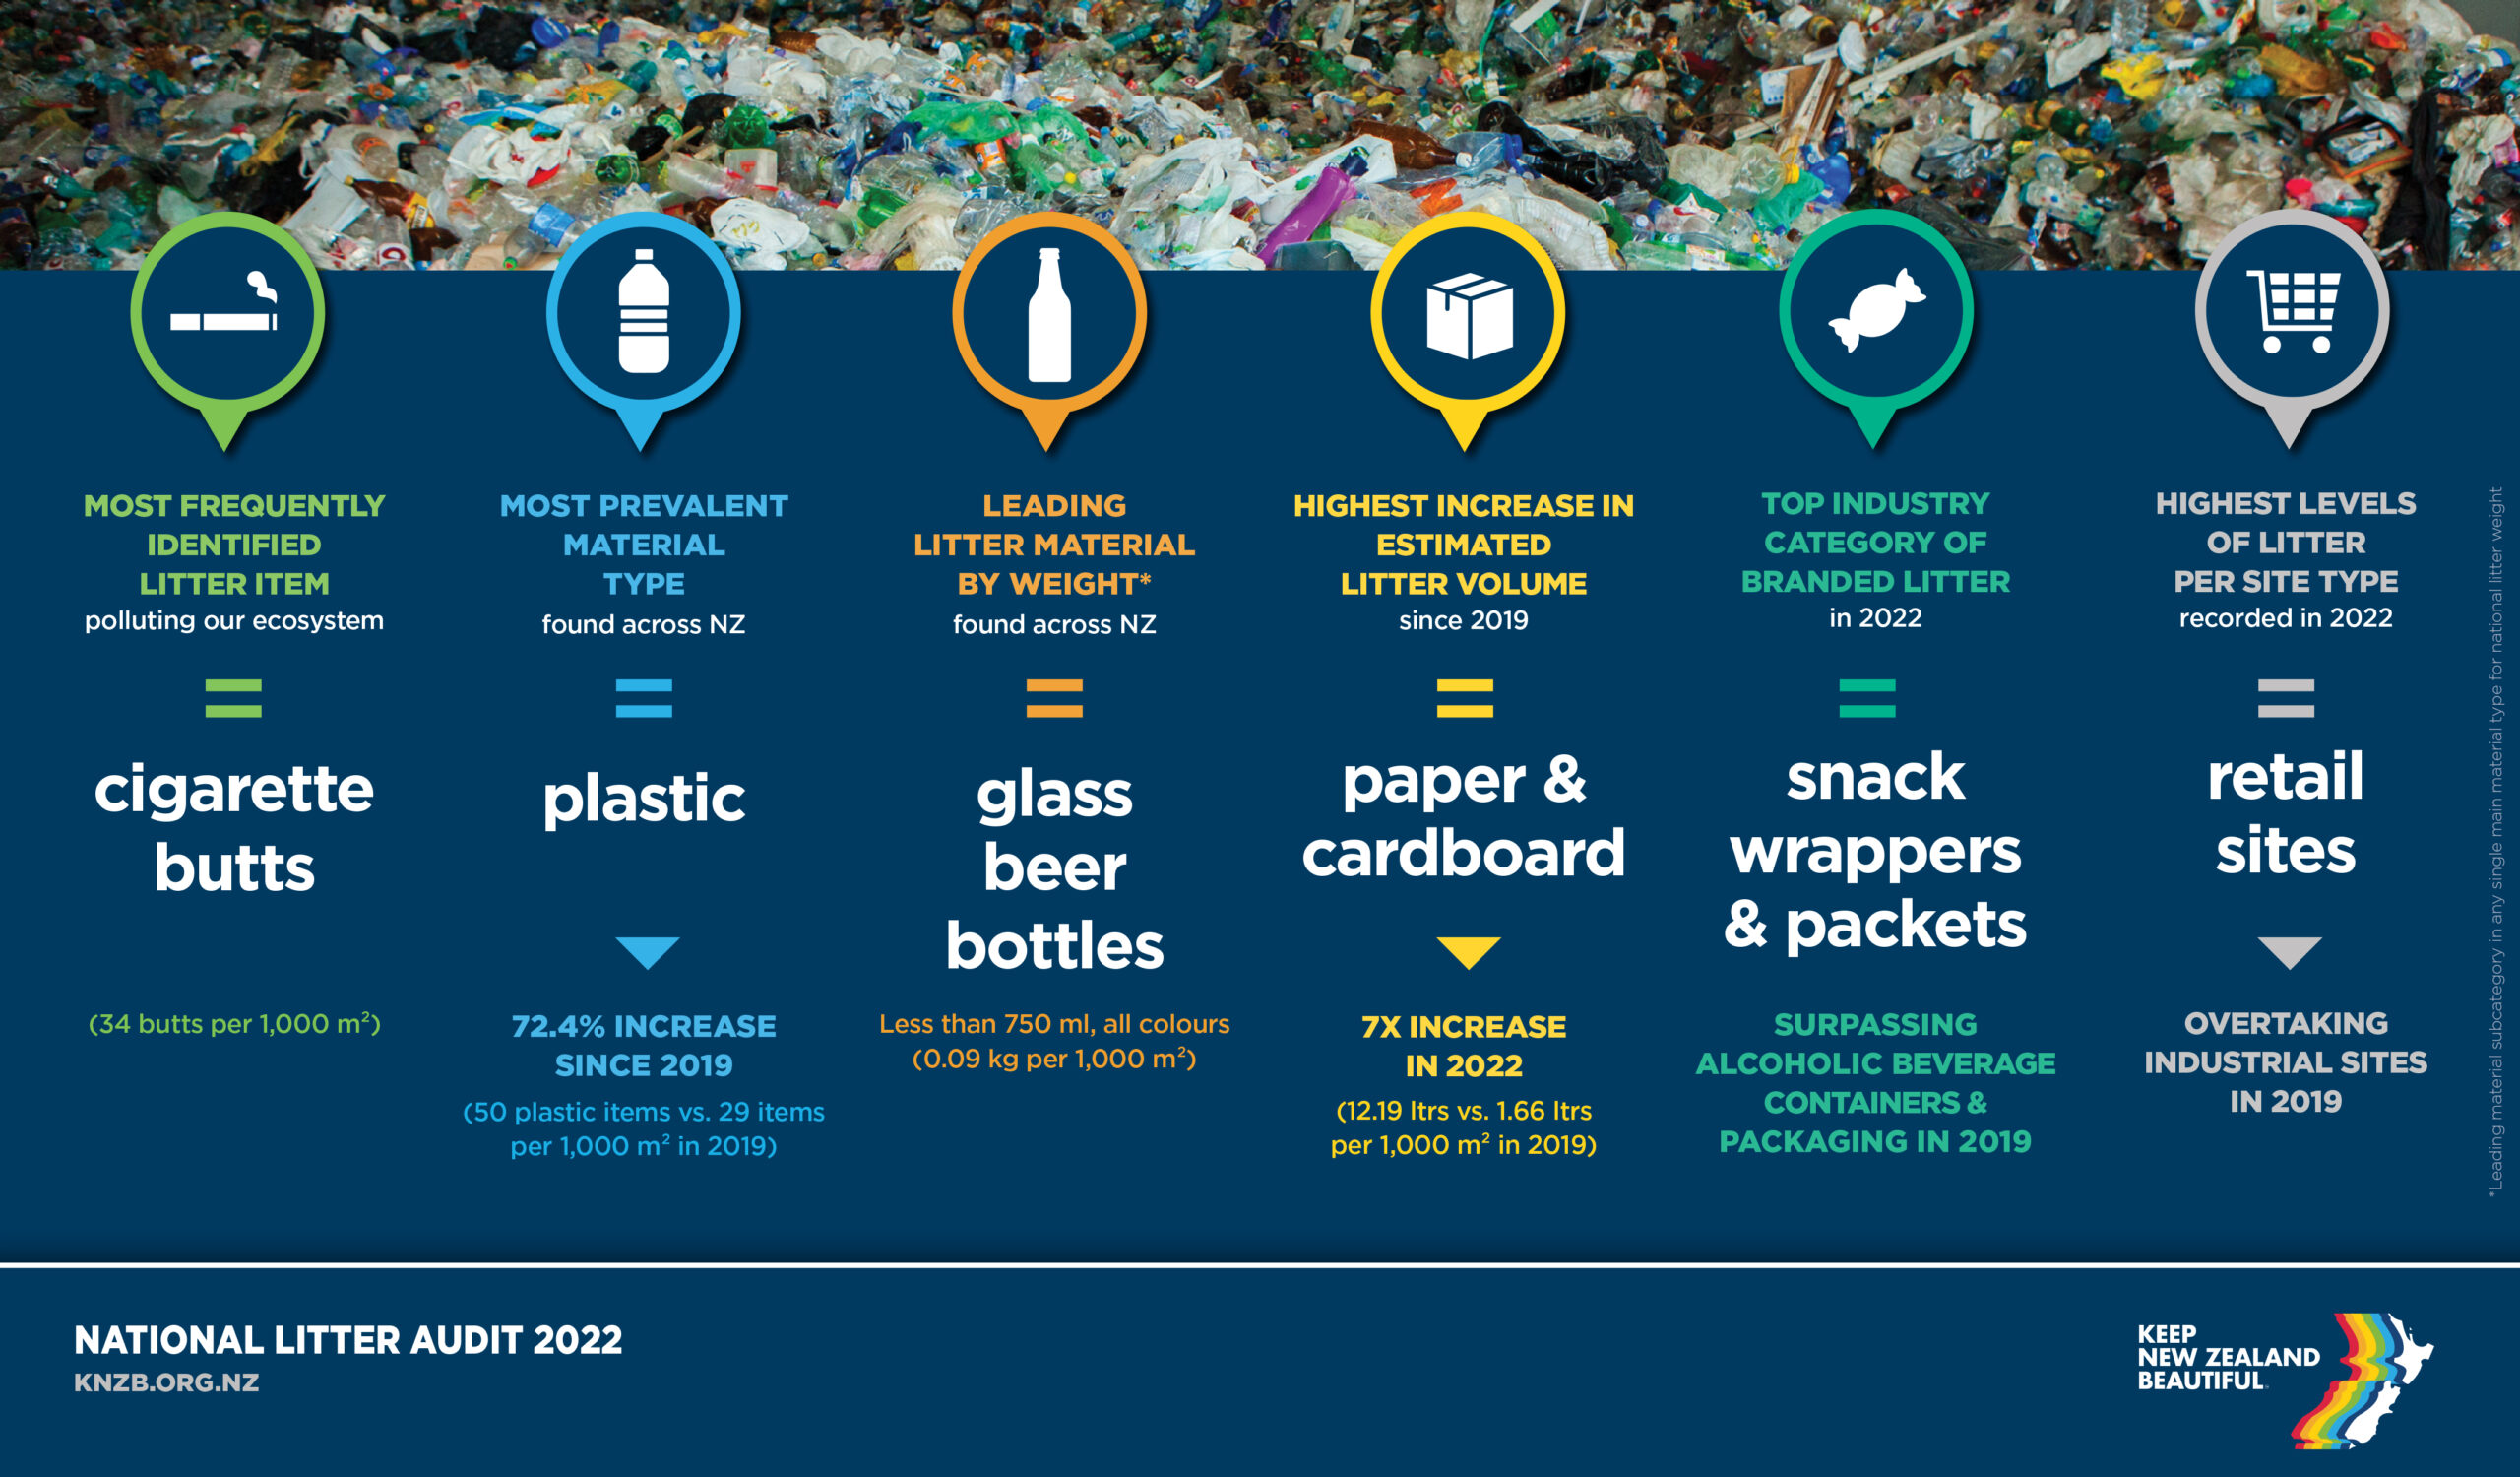 MOST FREQUENTLY
IDENTIFIED
LITTER ITEM
polluting our ecosystem
=
cigarette
butts
(34 butts per 1,000 m²)
MOST PREVALENT
MATERIAL
TYPE
found across NZ
=
plastic
72.4% INCREASE
SINCE 2019
(50 plastic items vs. 29 items
per 1,000 m² in 2019)
LEADING
LITTER MATERIAL
BY WEIGHT*
found across NZ
=
glass
beer
bottles
Less than 750 ml, all colours
(0.09 kg per 1,000 m²)
HIGHEST INCREASE IN
ESTIMATED
LITTER VOLUME
since 2019
=
paper &
cardboard
7X INCREASE
IN 2022
(12.19 ltrs vs. 1.66 ltrs
per 1,000 m² in 2019)
TOP INDUSTRY
CATEGORY OF
BRANDED LITTER
in 2022
=
snack
wrappers
& packets
SURPASSING
ALCOHOLIC BEVERAGE
CONTAINERS &
PACKAGING IN 2019
HIGHEST LEVELS
OF LITTER
PER SITE TYPE
recorded in 2022
=
retail
sites
OVERTAKING
INDUSTRIAL SITES
IN 2019
*Leading material subcategory in any single main material type for national litter weight
NATIONAL LITTER AUDIT 2022
KNZB.ORG.NZ
KEEP
NEW ZEALAND
BEAUTIFUL